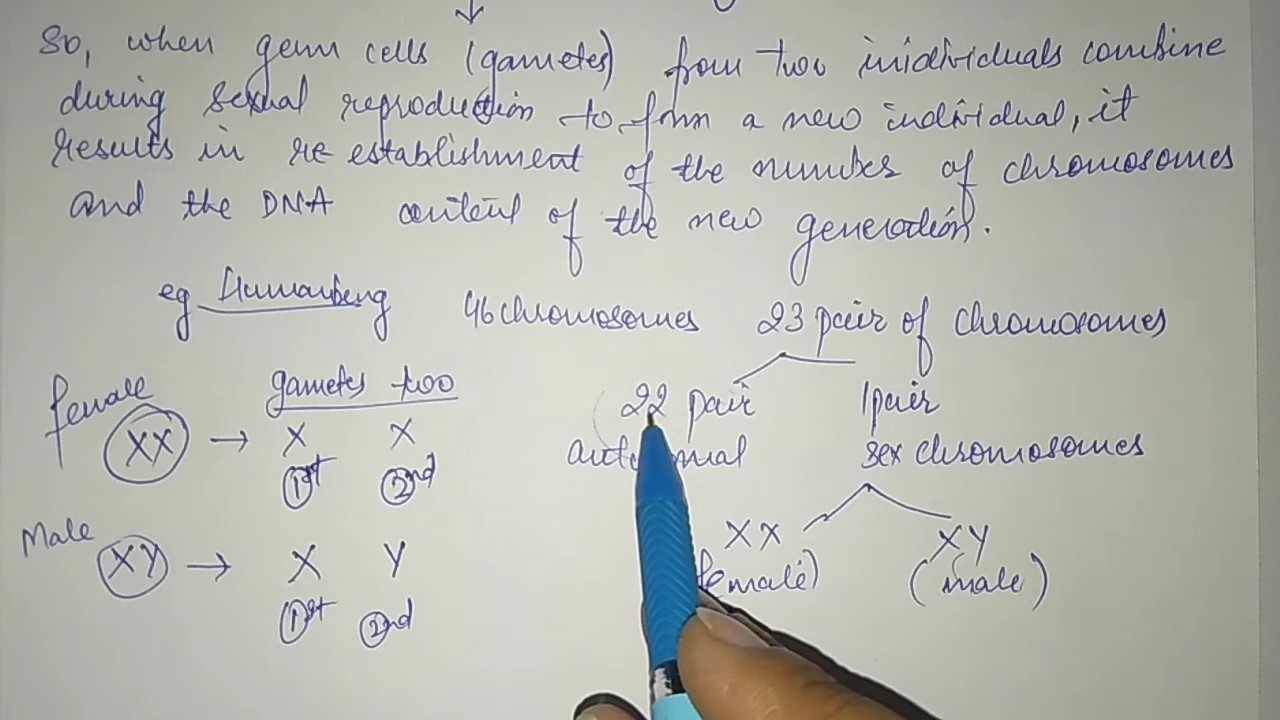 So, when germ cells (gametes) from two inidividuals combine
during sexual reproduction to form a new individual, it
results in re establishment of the number of chromosomes
and the DNA content of the new generation.
eg Humanbeng 46 chromosomes 23 pair of chromosomes
female gametes two 22 pair 1 pair
XX → X X sex chromosomes
1st 2nd
Male XX XY
XY → X Y (male)
1st 2nd